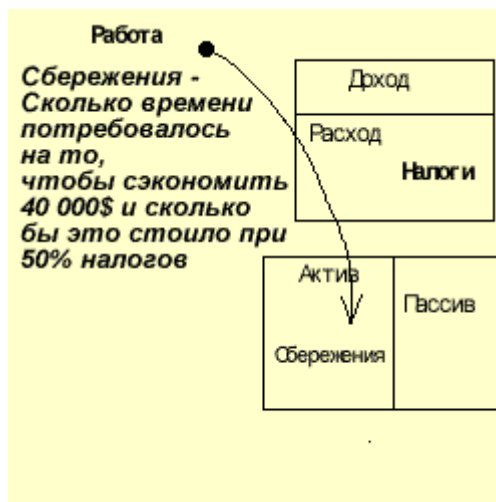 Работа
Сбережения -
Сколько времени
потребовалось
на то,
чтобы сэкономить
40 000$ и сколько
бы это стоило при
50% налогов
Доход
Расход
Налоги
Актив
Пассив
Сбережения